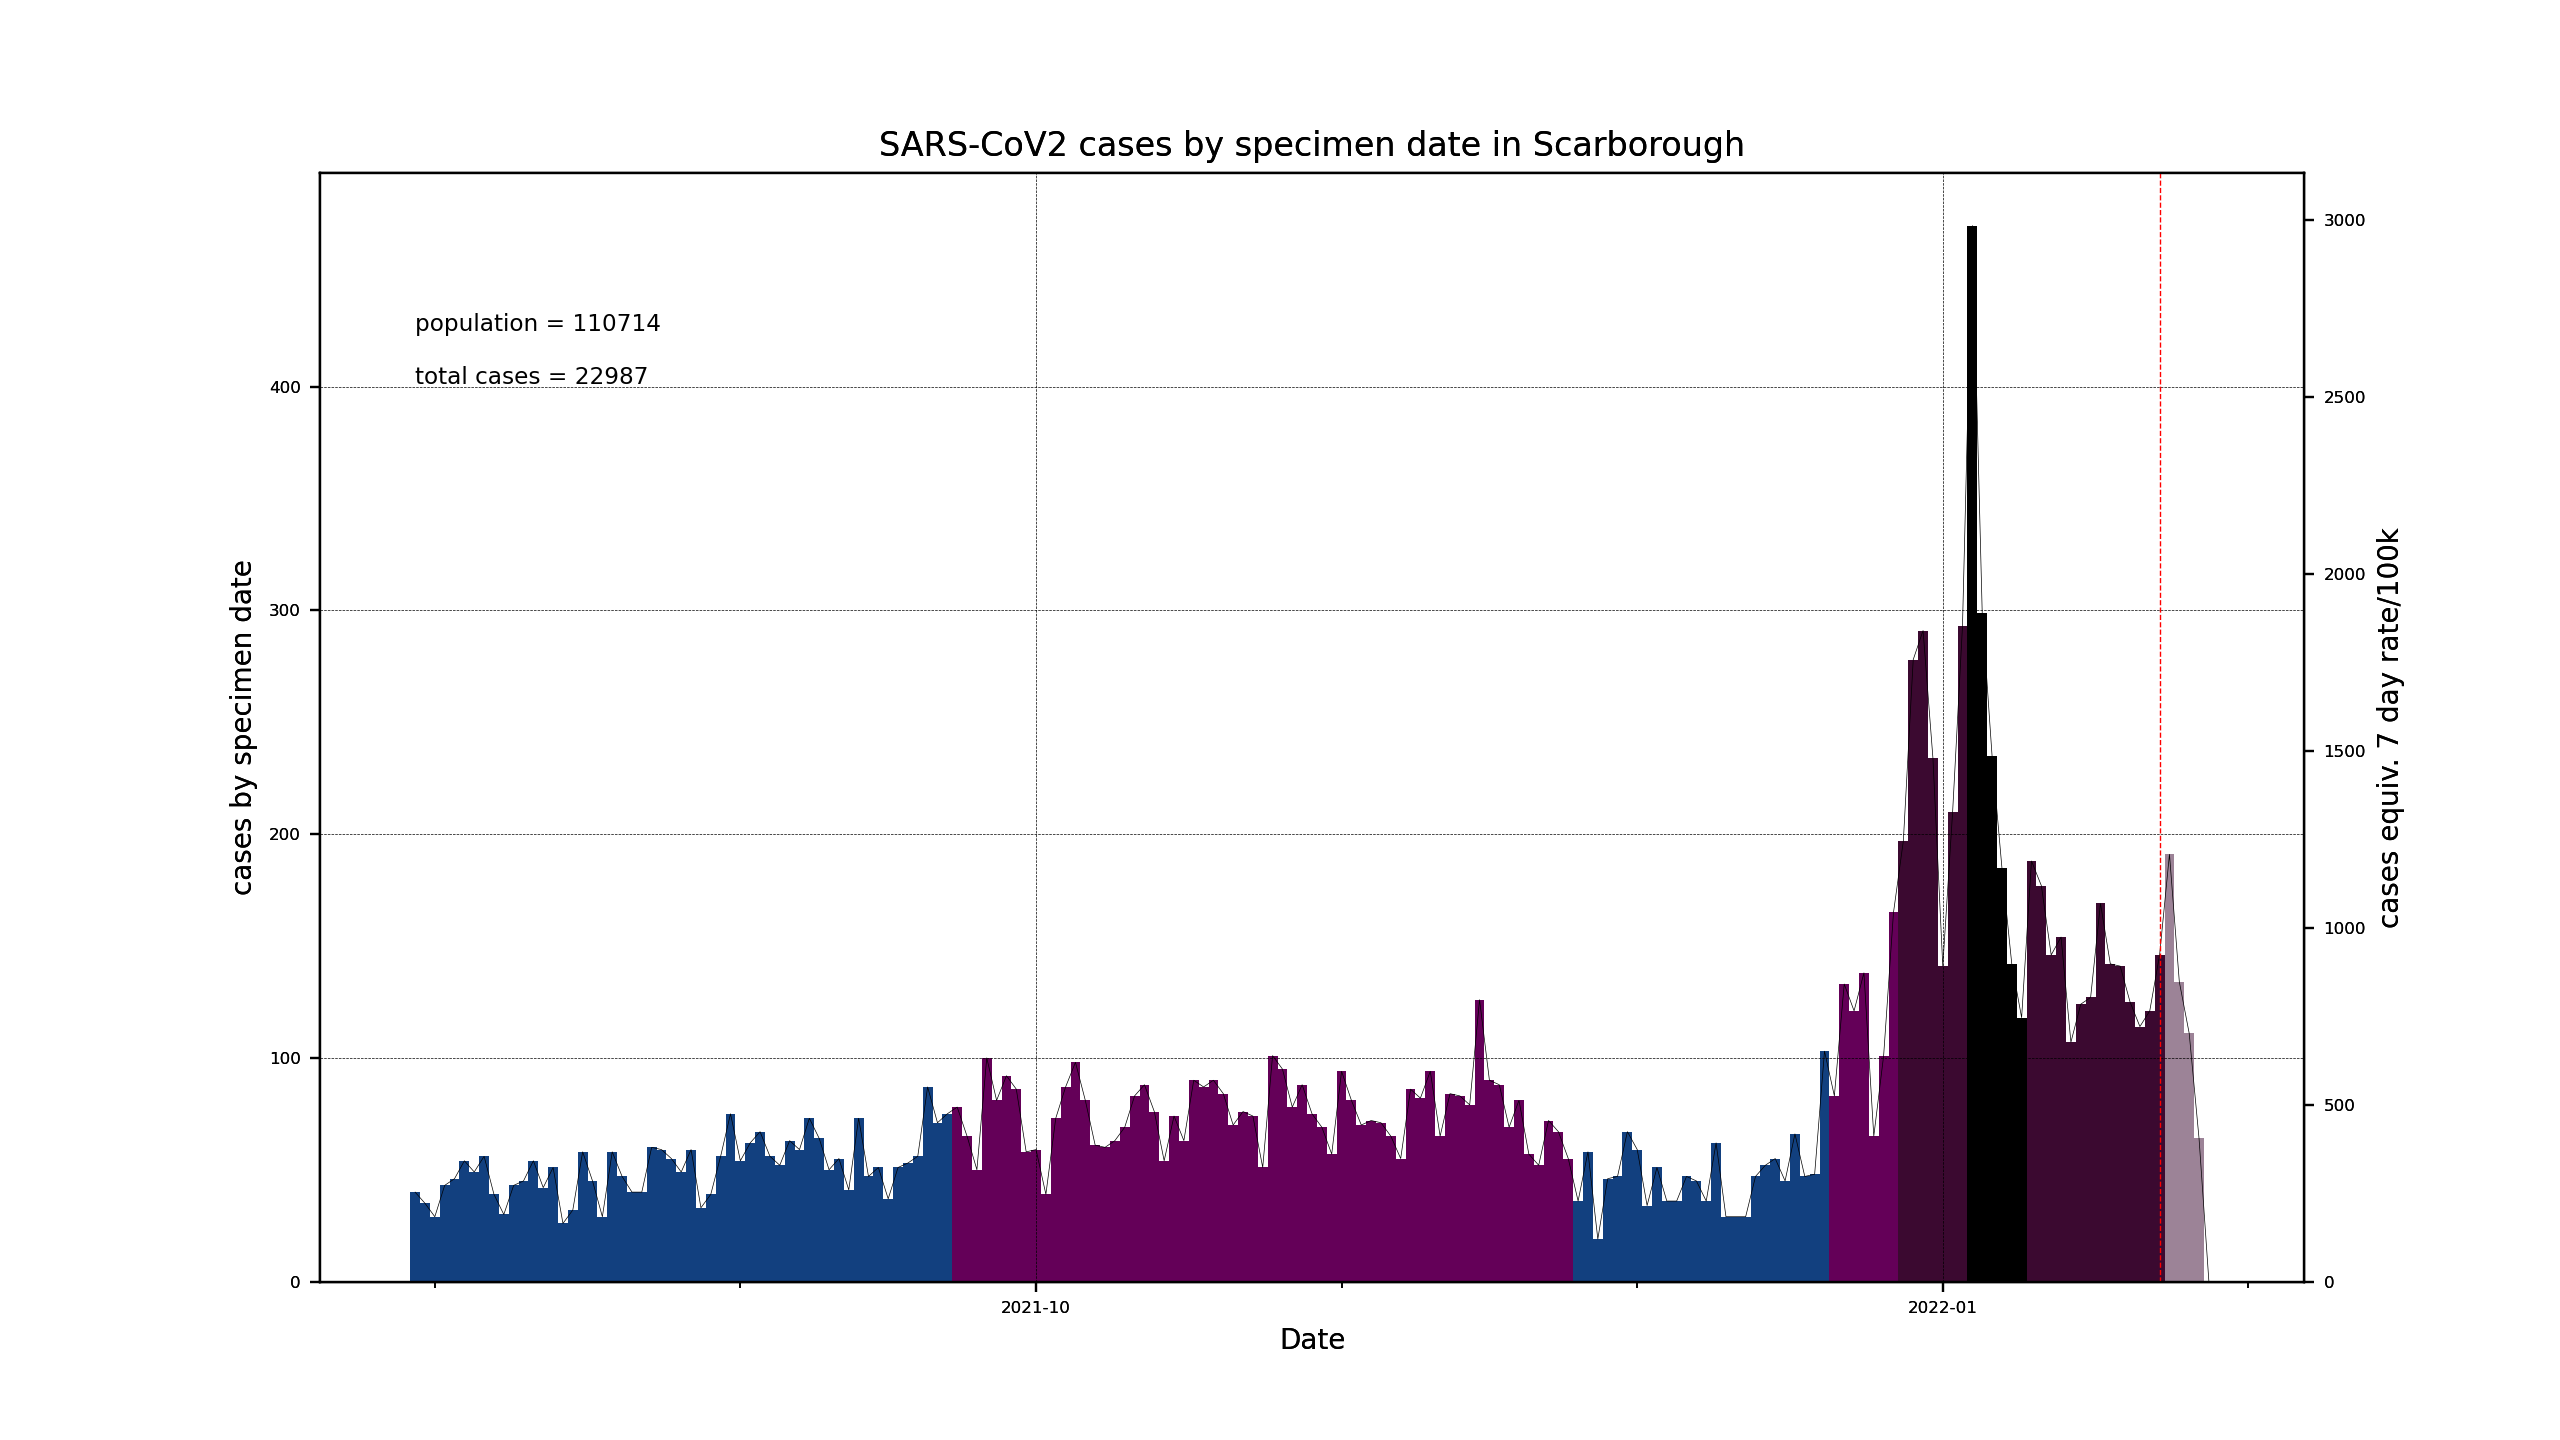 SARS-CoV2 cases by specimen date in Scarborough
population = 110714
total cases = 22987
cases by specimen date
400
300
200
100
0
3000
2500
2000
1500
1000
500
0
cases equiv. 7 day rate/100k
2021-10
2022-01
Date